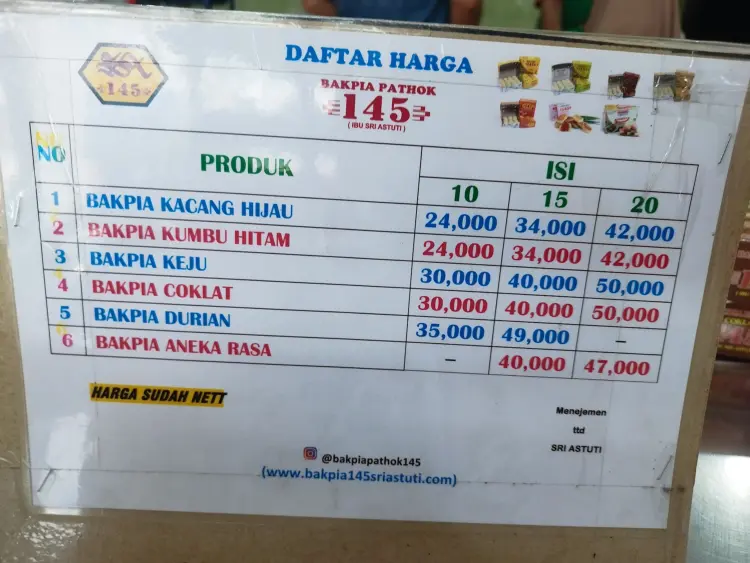 145
DAFTAR HARGA
BAKPIA PATHOK
145
( IBU SRI ASTUTI )
NO PRODUK ISI
10 15 20
1 BAKPIA KACANG HIJAU 24,000 34,000 42,000
2 BAKPIA KUMBU HITAM 24,000 34,000 42,000
3 BAKPIA KEJU 30,000 40,000 50,000
4 BAKPIA COKLAT 30,000 40,000 50,000
5 BAKPIA DURIAN 35,000 49,000 –
6 BAKPIA ANEKA RASA – 40,000 47,000
HARGA SUDAH NETT
Menejemen
ttd
SRI ASTUTI
@bakpiapathok145
(www.bakpia145sriastuti.com)